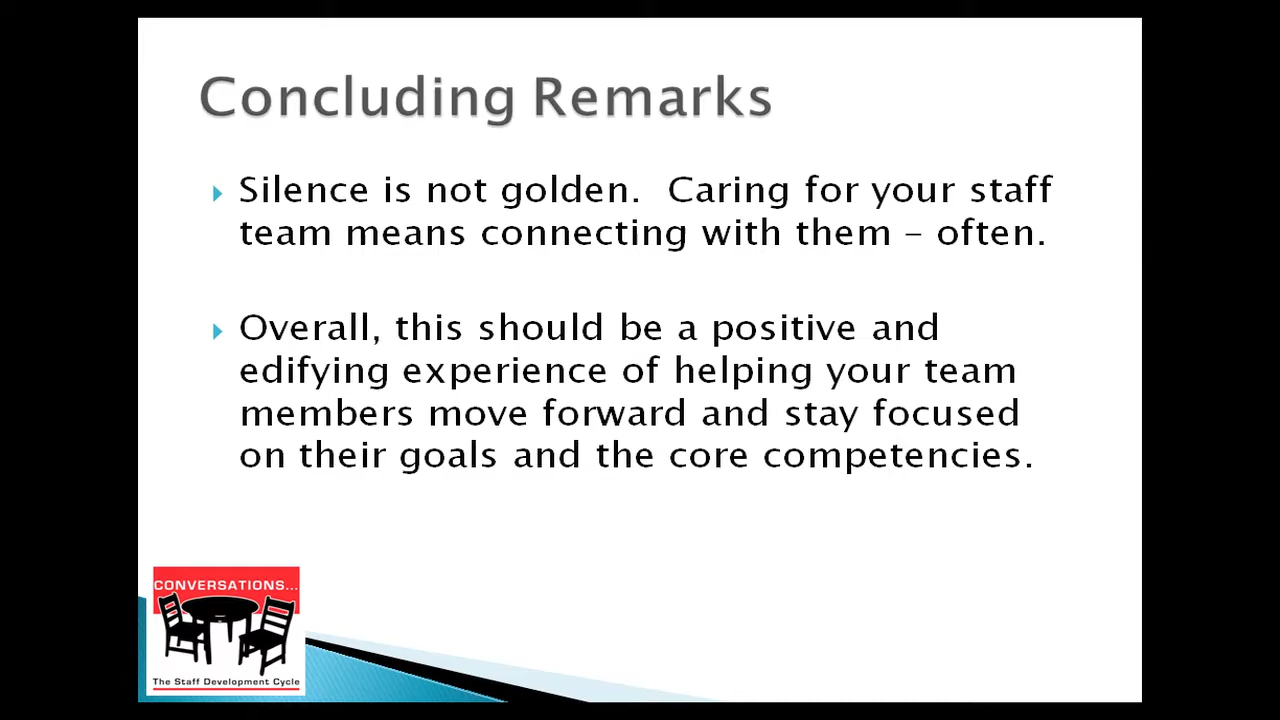 Concluding Remarks
Silence is not golden.  Caring for your staff
team means connecting with them – often.
Overall, this should be a positive and
edifying experience of helping your team
members move forward and stay focused
on their goals and the core competencies.
CONVERSATIONS...
The Staff Development Cycle